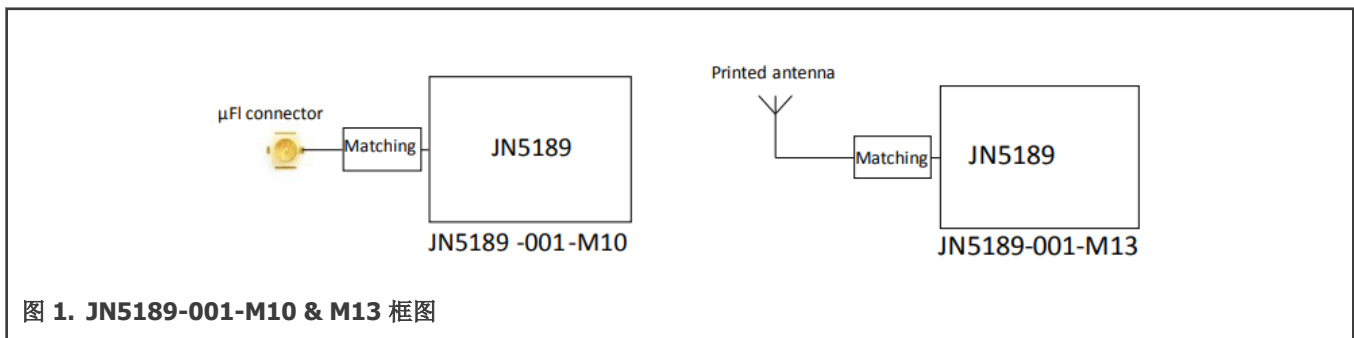 µFl connector
Matching
JN5189
JN5189 -001-M10
Printed antenna
Matching
JN5189
JN5189-001-M13
图 1. JN5189-001-M10 & M13 框图